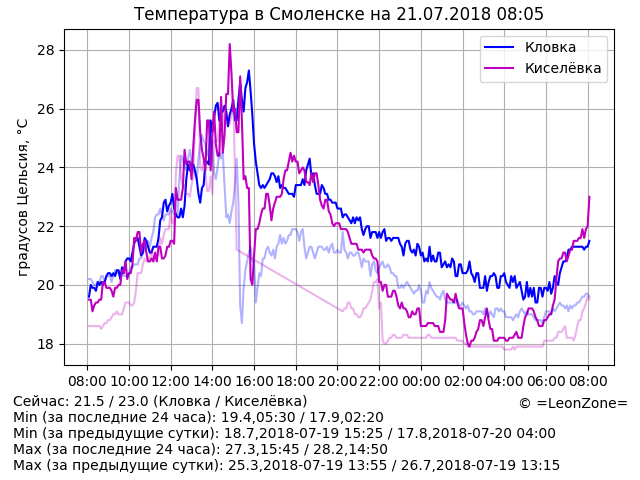 Температура в Смоленске на 21.07.2018 08:05
градусов Цельсия, °C
28
26
24
22
20
18
Кловка
Киселёвка
08:00 10:00 12:00 14:00 16:00 18:00 20:00 22:00 00:00 02:00 04:00 06:00 08:00
Сейчас: 21.5 / 23.0 (Кловка / Киселёвка)
© =LeonZone=
Min (за последние 24 часа): 19.4,05:30 / 17.9,02:20
Min (за предыдущие сутки): 18.7,2018-07-19 15:25 / 17.8,2018-07-20 04:00
Max (за последние 24 часа): 27.3,15:45 / 28.2,14:50
Max (за предыдущие сутки): 25.3,2018-07-19 13:55 / 26.7,2018-07-19 13:15